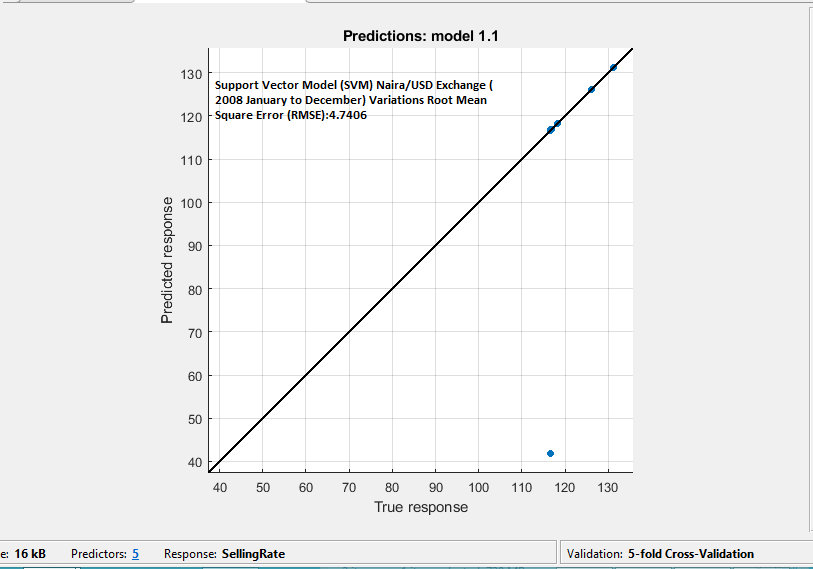 Predictions: model 1.1
Support Vector Model (SVM) Naira/USD Exchange (
2008 January to December) Variations Root Mean
Square Error (RMSE):4.7406
Predicted response
130
120
110
100
90
80
70
60
50
40
40 50 60 70 80 90 100 110 120 130
True response
e: 16 kB Predictors: 5 Response: SellingRate Validation: 5-fold Cross-Validation